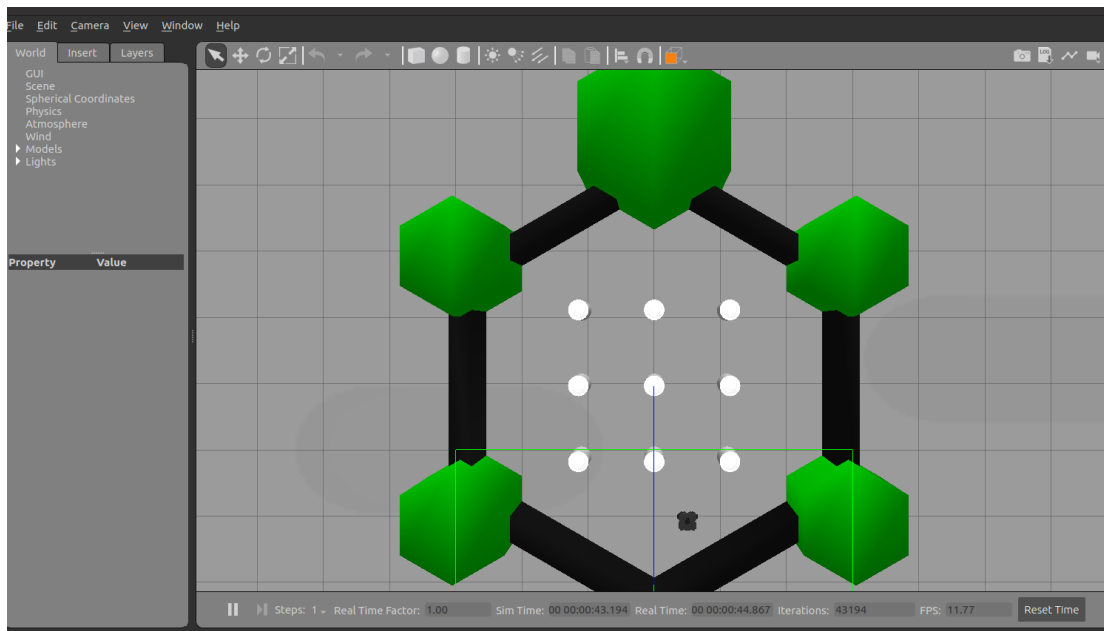 File Edit Camera View Window Help
World Insert Layers
GUI
Scene
Spherical Coordinates
Physics
Atmosphere
Wind
Models
Lights
Property Value
LOG
Steps: 1 Real Time Factor: 1.00 Sim Time: 00 00:00:43.194 Real Time: 00 00:00:44.867 Iterations: 43194 FPS: 11.77 Reset Time